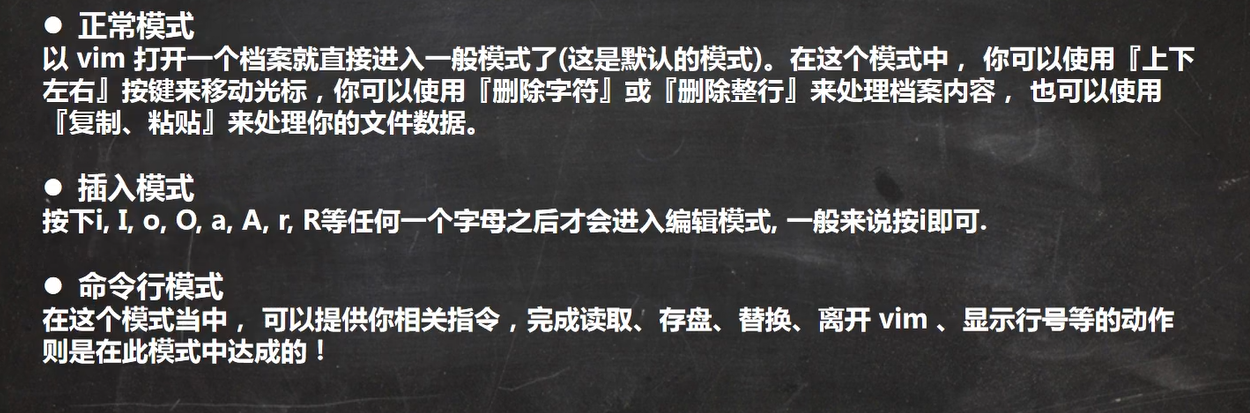 ● 正常模式
以 vim 打开一个档案就直接进入一般模式了(这是默认的模式)。在这个模式中， 你可以使用『上下
左右』按键来移动光标，你可以使用『删除字符』或『删除整行』来处理档案内容， 也可以使用
『复制、粘贴』来处理你的文件数据。
● 插入模式
按下i, I, o, O, a, A, r, R等任何一个字母之后才会进入编辑模式, 一般来说按i即可.
● 命令行模式
在这个模式当中， 可以提供你相关指令，完成读取、存盘、替换、离开 vim 、显示行号等的动作
则是在此模式中达成的！